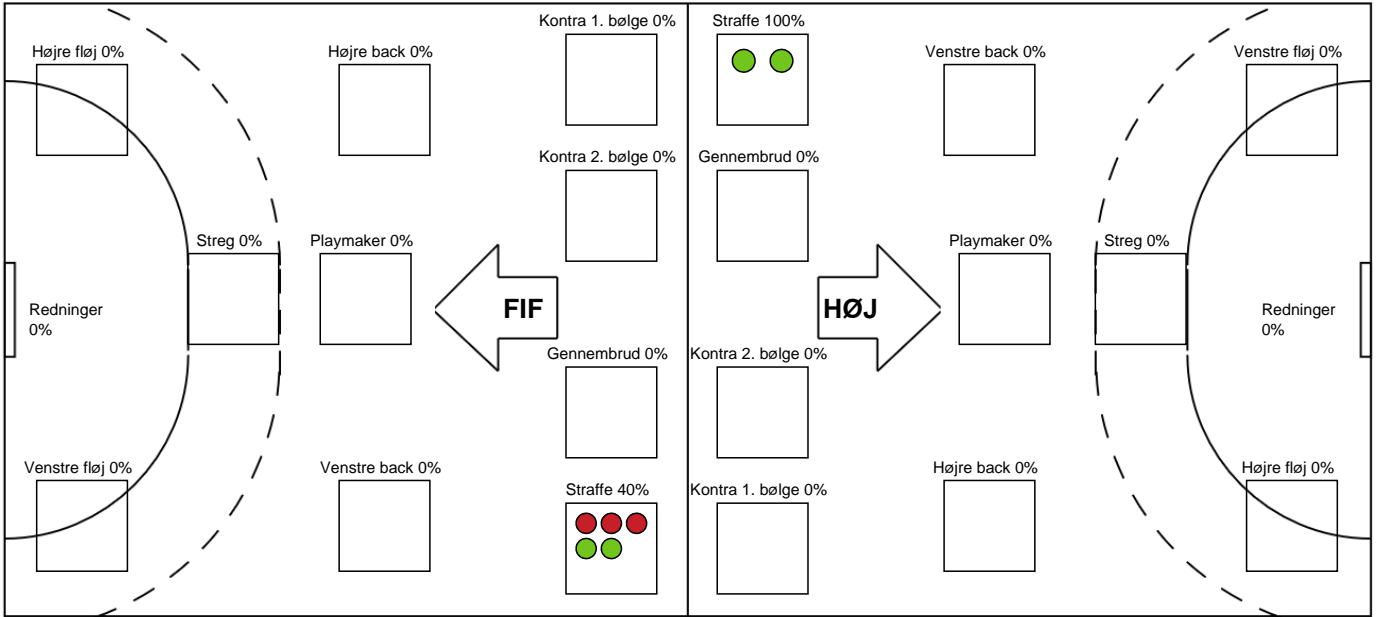 Kontra 1. bølge 0%
Straffe 100%
Højre fløj 0%
Højre back 0%
Venstre back 0%
Venstre fløj 0%
Kontra 2. bølge 0%
Gennembrud 0%
Streg 0%
Playmaker 0%
Playmaker 0%
Streg 0%
Redninger
0%
FIF
HØJ
Redninger
0%
Gennembrud 0%
Kontra 2. bølge 0%
Venstre fløj 0%
Venstre back 0%
Højre back 0%
Højre fløj 0%
Straffe 40%
Kontra 1. bølge 0%